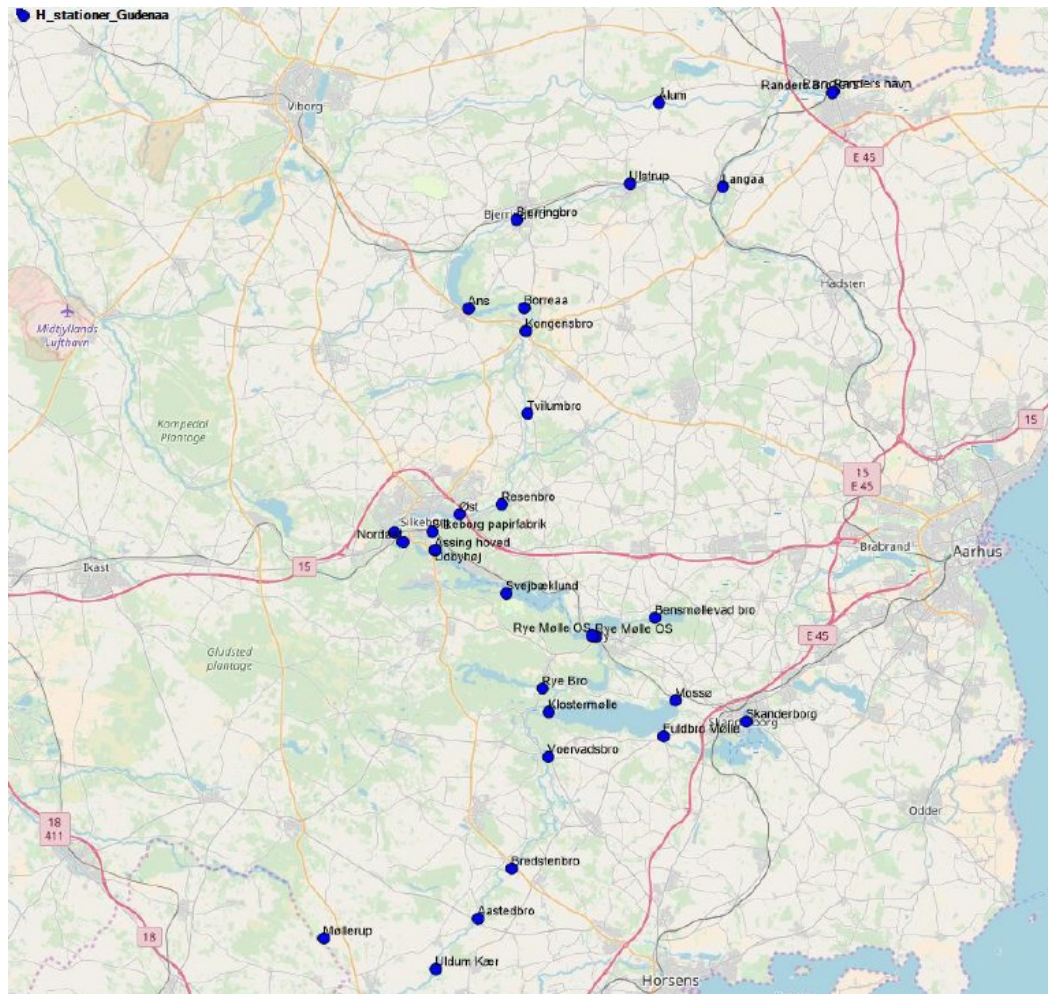 H_stationer_Gudenaa
Viborg
Ålum
Randers havn
E 45
Ulstrup
Langaa
Bjerringbro
Hadsten
Ans
Borreaa
Midtjyllands
Lufthavn
Kongensbro
Kompedal
Plantage
Tvilumbro
15
15
E 45
Resenbro
Øst
Silkeborg papirfabrik
Assing hoved
Brabrand
Aarhus
Ikast
15
Svejbæklund
Bensmøllevad bro
Rye Mølle OS
Rye Mølle OS
E 45
Gludsted
plantage
Rye Bro
Mossø
Klostermølle
Skanderborg
Fuldbro Mølle
Voervadsbro
Odder
18
411
Bredstenbro
Aastedbro
Møllerup
18
Uldum Kær
Horsens